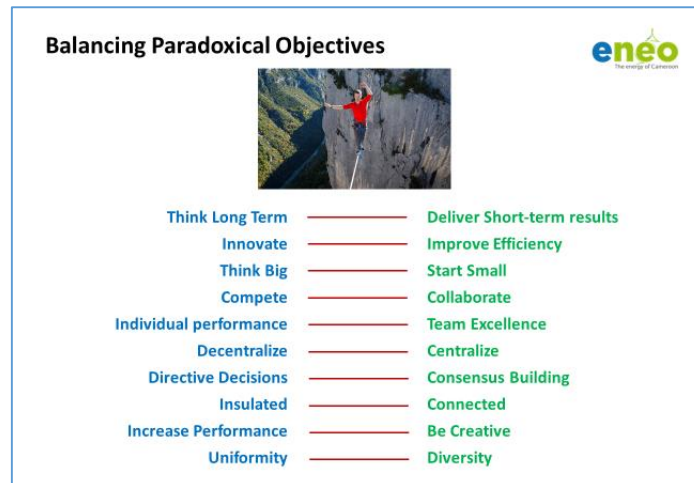 Balancing Paradoxical Objectives
eneo
The energy of Cameroon
Think Long Term Deliver Short-term results
Innovate Improve Efficiency
Think Big Start Small
Compete Collaborate
Individual performance Team Excellence
Decentralize Centralize
Directive Decisions Consensus Building
Insulated Connected
Increase Performance Be Creative
Uniformity Diversity